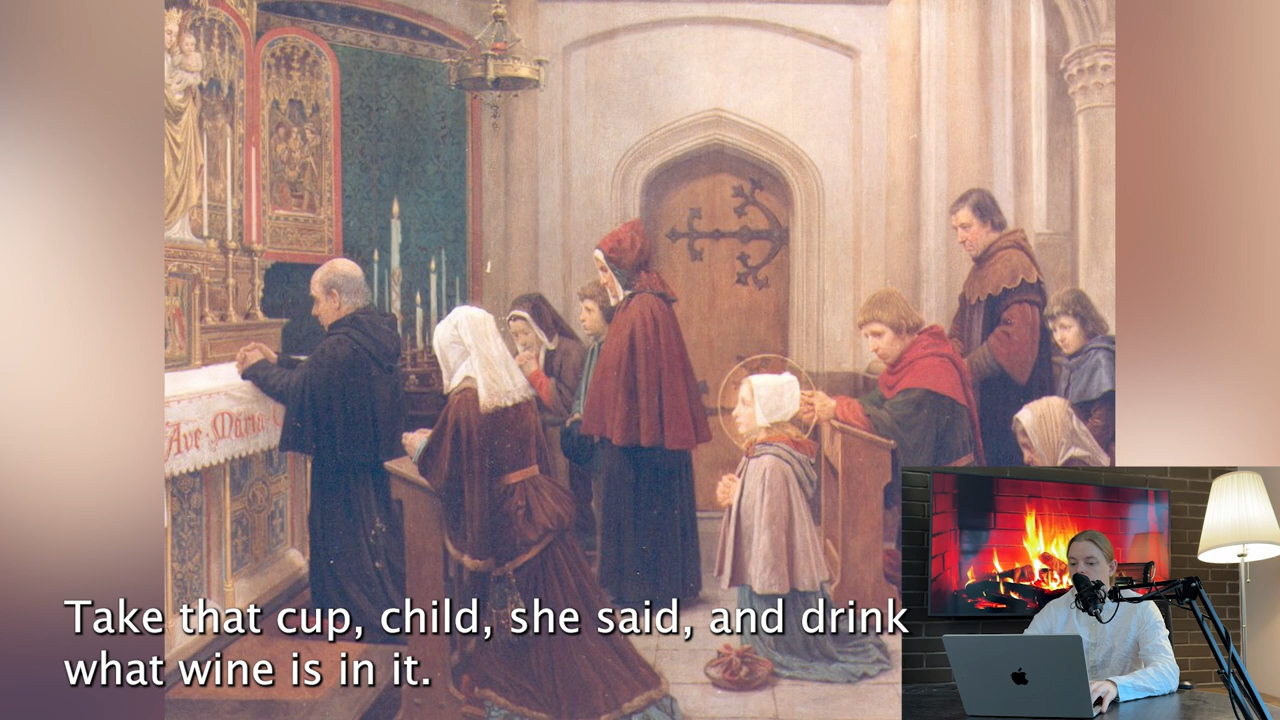 Ave Maria
Take that cup, child, she said, and drink
what wine is in it.